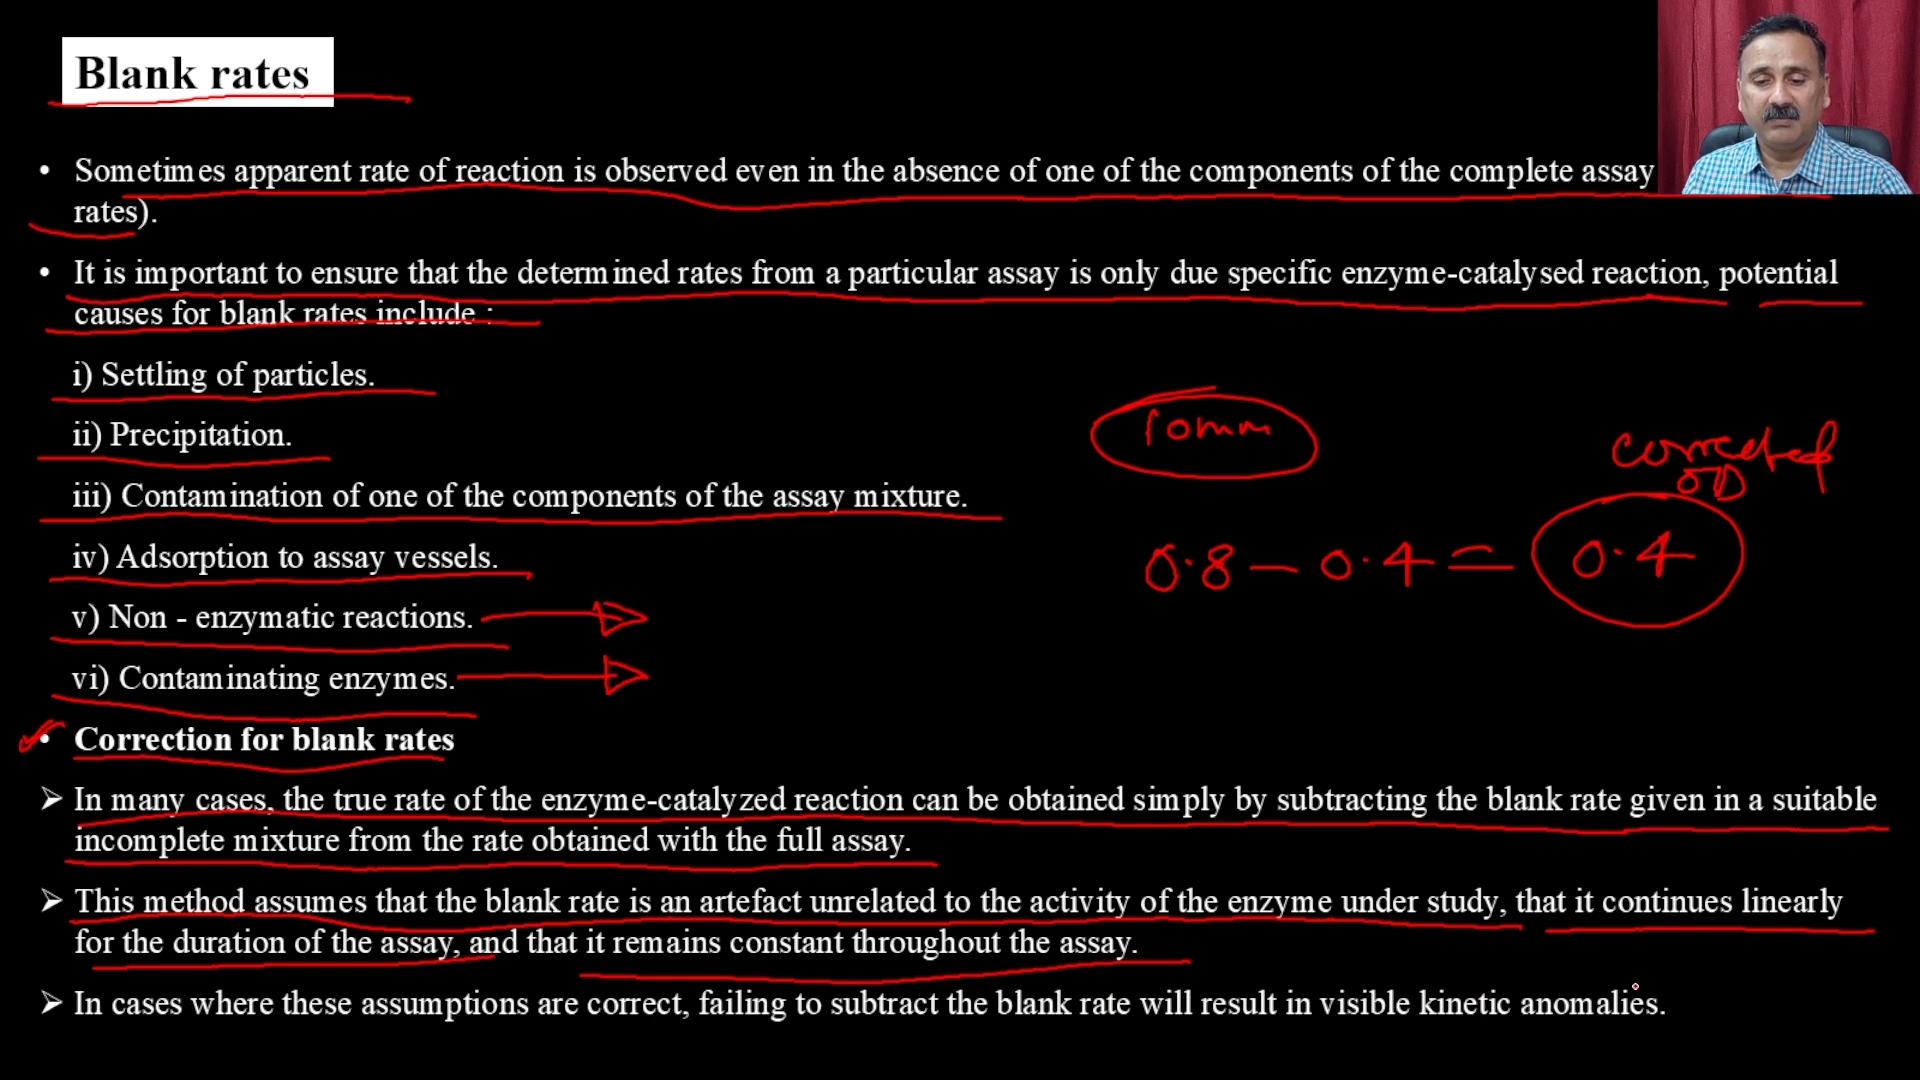 Blank rates
• Sometimes apparent rate of reaction is observed even in the absence of one of the components of the complete assay
rates).
• It is important to ensure that the determined rates from a particular assay is only due specific enzyme-catalysed reaction, potential
causes for blank rates include :
i) Settling of particles.
ii) Precipitation.
10mm
corrected
OD
iii) Contamination of one of the components of the assay mixture.
iv) Adsorption to assay vessels.
0.8 - 0.4 = 0.4
v) Non - enzymatic reactions.
vi) Contaminating enzymes.
• Correction for blank rates
➢ In many cases, the true rate of the enzyme-catalyzed reaction can be obtained simply by subtracting the blank rate given in a suitable
incomplete mixture from the rate obtained with the full assay.
➢ This method assumes that the blank rate is an artefact unrelated to the activity of the enzyme under study, that it continues linearly
for the duration of the assay, and that it remains constant throughout the assay.
➢ In cases where these assumptions are correct, failing to subtract the blank rate will result in visible kinetic anomalies.